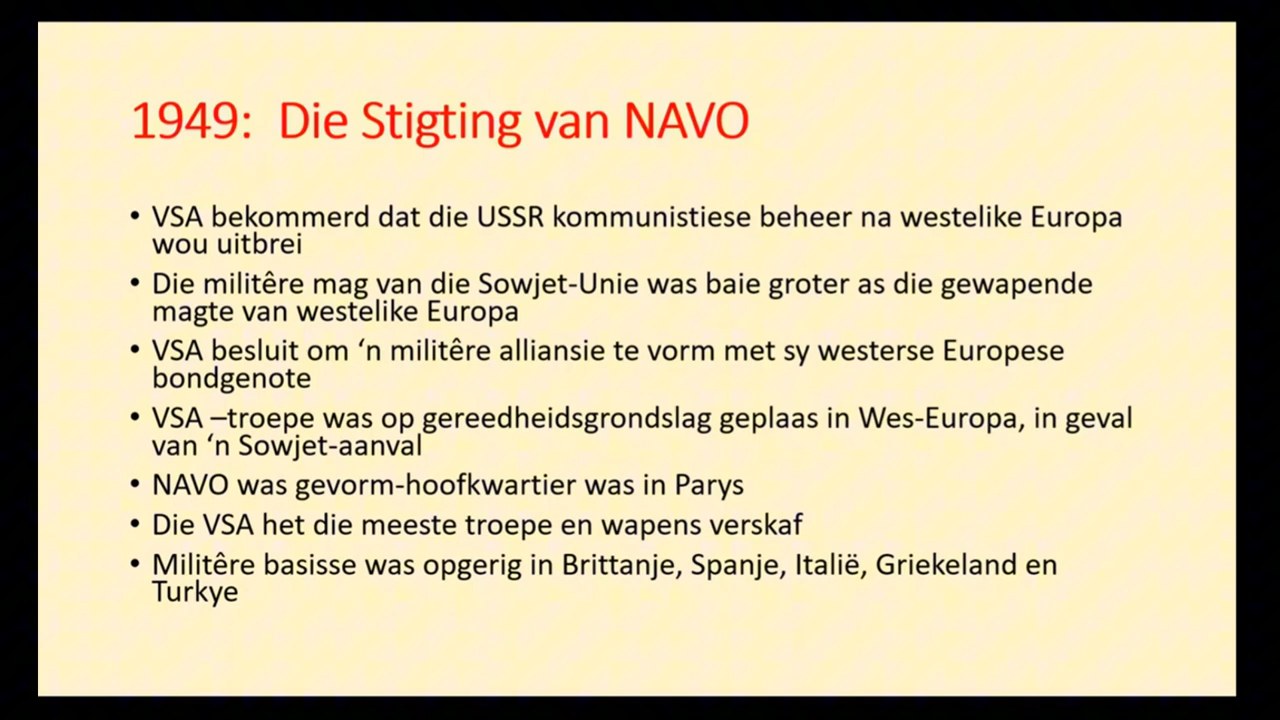 1949:  Die Stigting van NAVO
• VSA bekommerd dat die USSR kommunistiese beheer na westelike Europa
wou uitbrei
• Die militêre mag van die Sowjet-Unie was baie groter as die gewapende
magte van westelike Europa
• VSA besluit om ‘n militêre alliansie te vorm met sy westerse Europese
bondgenote
• VSA –troepe was op gereedheidsgrondslag geplaas in Wes-Europa, in geval
van ‘n Sowjet-aanval
• NAVO was gevorm-hoofkwartier was in Parys
• Die VSA het die meeste troepe en wapens verskaf
• Militêre basisse was opgerig in Brittanje, Spanje, Italië, Griekeland en
Turkye